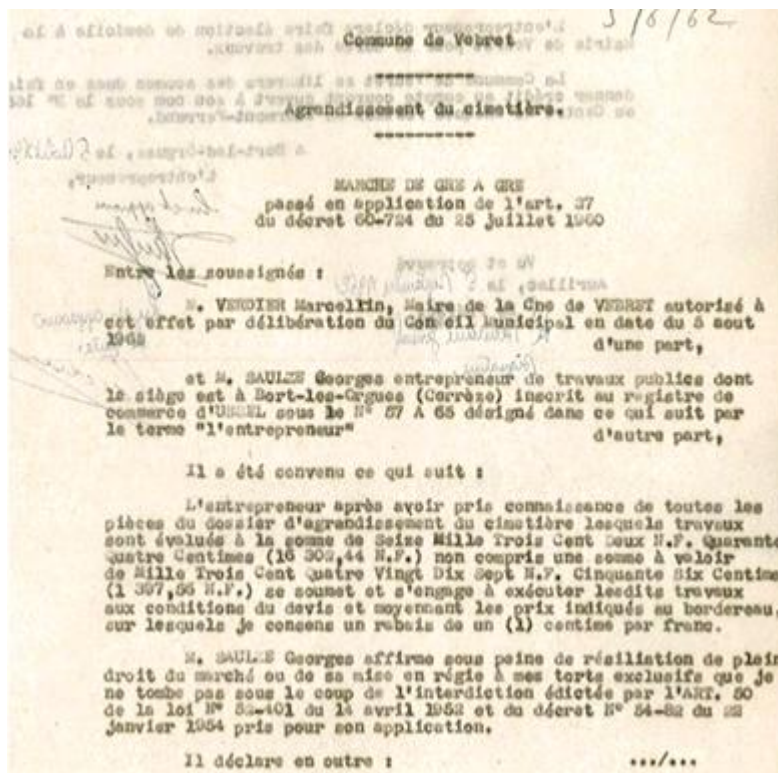 5/6/62
Commune de Vebret
Agrandissement du cimetière.
MARCHE DE GRE A GRE
passé en application de l'art. 37
du décret 60-724 du 25 juillet 1960
Entre les soussignés :
M. VERDIER Marcellin, Maire de la Cne de VEBRET autorisé à
cet effet par délibération du Con eil Municipal en date du 5 aout
1962
d'une part,
et M. SAULZE Georges entrepreneur de travaux publics dont
le siège est à Bort-les-Orgues (Corrèze) inscrit au registre de
commerce d'USSEL sous le N° 57 A 65 désigné dans ce qui suit par
le terme "l'entrepreneur"
d'autre part,
Il a été convenu ce qui suit :
L'entrepreneur après avoir pris connaissance de toutes les
pièces du dossier d'agrandissement du cimetière lesquels travaux
sont évalués à la somme de Seize Mille Trois Cent Deux N.F. Quarante
Quatre Centimes (16 302,44 N.F.) non compris une somme à valoir
de Mille Trois Cent Quatre Vingt Dix Sept N.F. Cinquante Six Centime
(1 397,56 N.F.) se soumet et s'engage à exécuter lesdits travaux
aux conditions du devis et moyennant les prix indiqués au bordereau,
sur lesquels je consens un rabais de un (1) centime par franc.
M. SAULZE Georges affirme sous peine de résiliation de plein
droit du marché ou de sa mise en régie à mes torts exclusifs que je
ne tombe pas sous le coup de l'interdiction édictée par l'ART. 50
de la loi N° 52-401 du 14 avril 1952 et du décret N° 54-82 du 22
janvier 1954 pris pour son application.
Il déclare en outre :
.../...